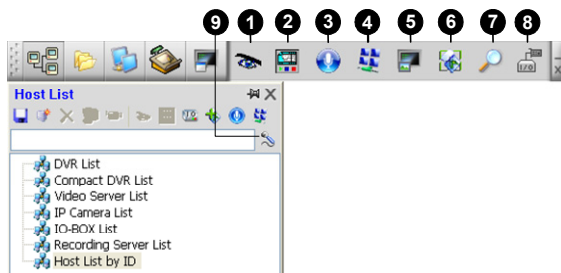 9 1 2 3 4 5 6 7 8
Host List
DVR List
Compact DVR List
Video Server List
IP Camera List
IO-BOX List
Recording Server List
Host List by ID